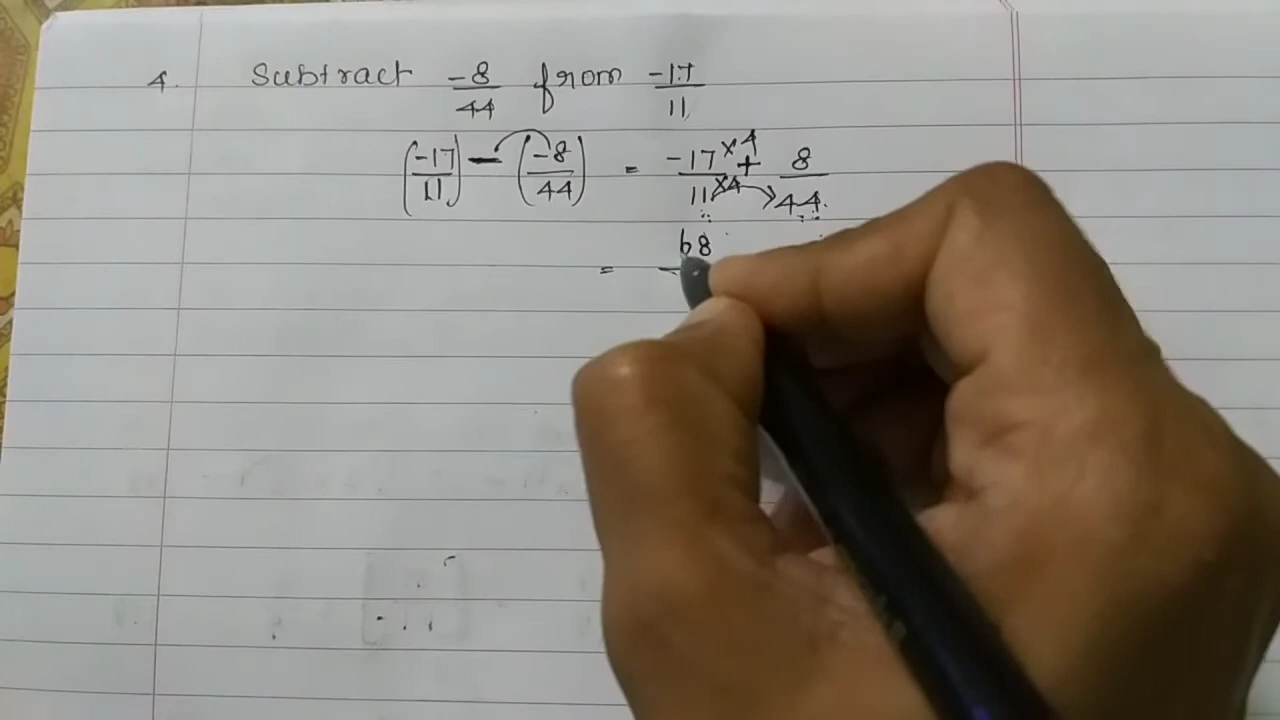 4. Subtract -8/44 from -17/11
(-17/11) - (-8/44) = -17×4/11×4 + 8/44
= 68